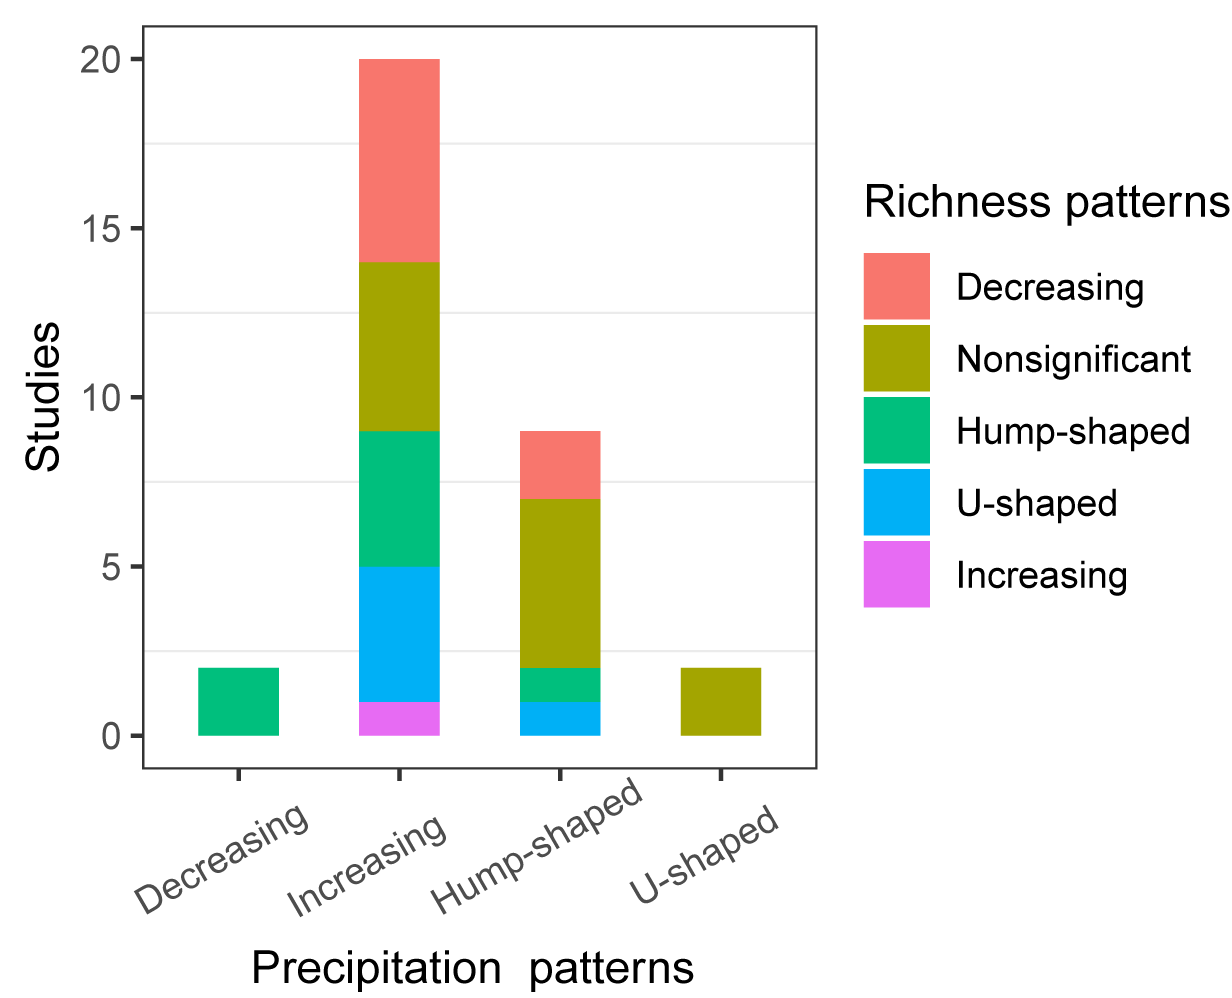 20
15
10
5
0
Studies
Decreasing
Increasing
Hump-shaped
U-shaped
Precipitation  patterns
Richness patterns
Decreasing
Nonsignificant
Hump-shaped
U-shaped
Increasing